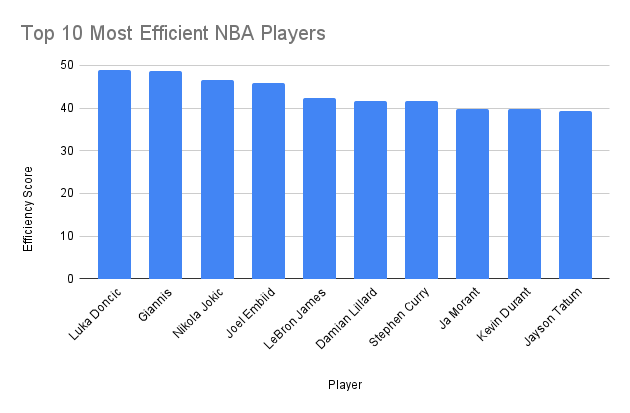 Top 10 Most Efficient NBA Players
Efficiency Score
50
40
30
20
10
0
Luka Doncic
Giannis
Nikola Jokic
Joel Embiid
LeBron James
Damian Lillard
Stephen Curry
Ja Morant
Kevin Durant
Jayson Tatum
Player